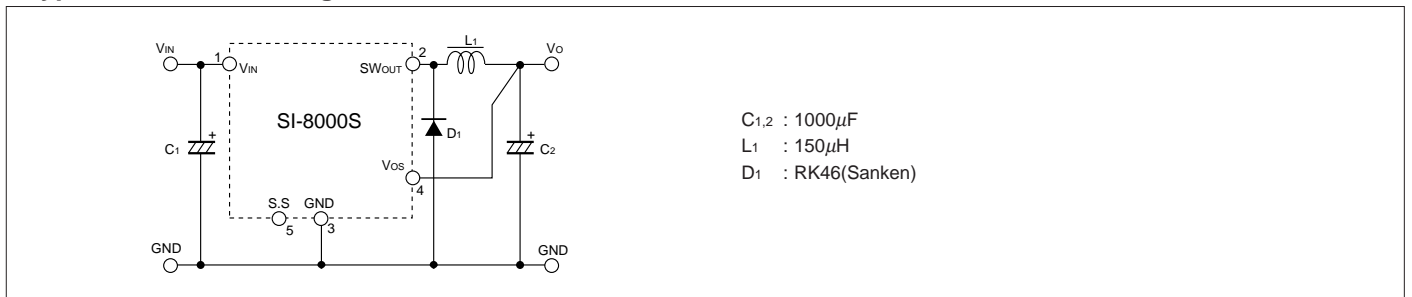 L1
VIN
2
VO
1
VIN
SWOUT
SI-8000S
C1,2 : 1000μF
+
+
C1
D1
C2
L1 : 150μH
VOS
D1 : RK46(Sanken)
4
S.S GND
5
3
GND
GND